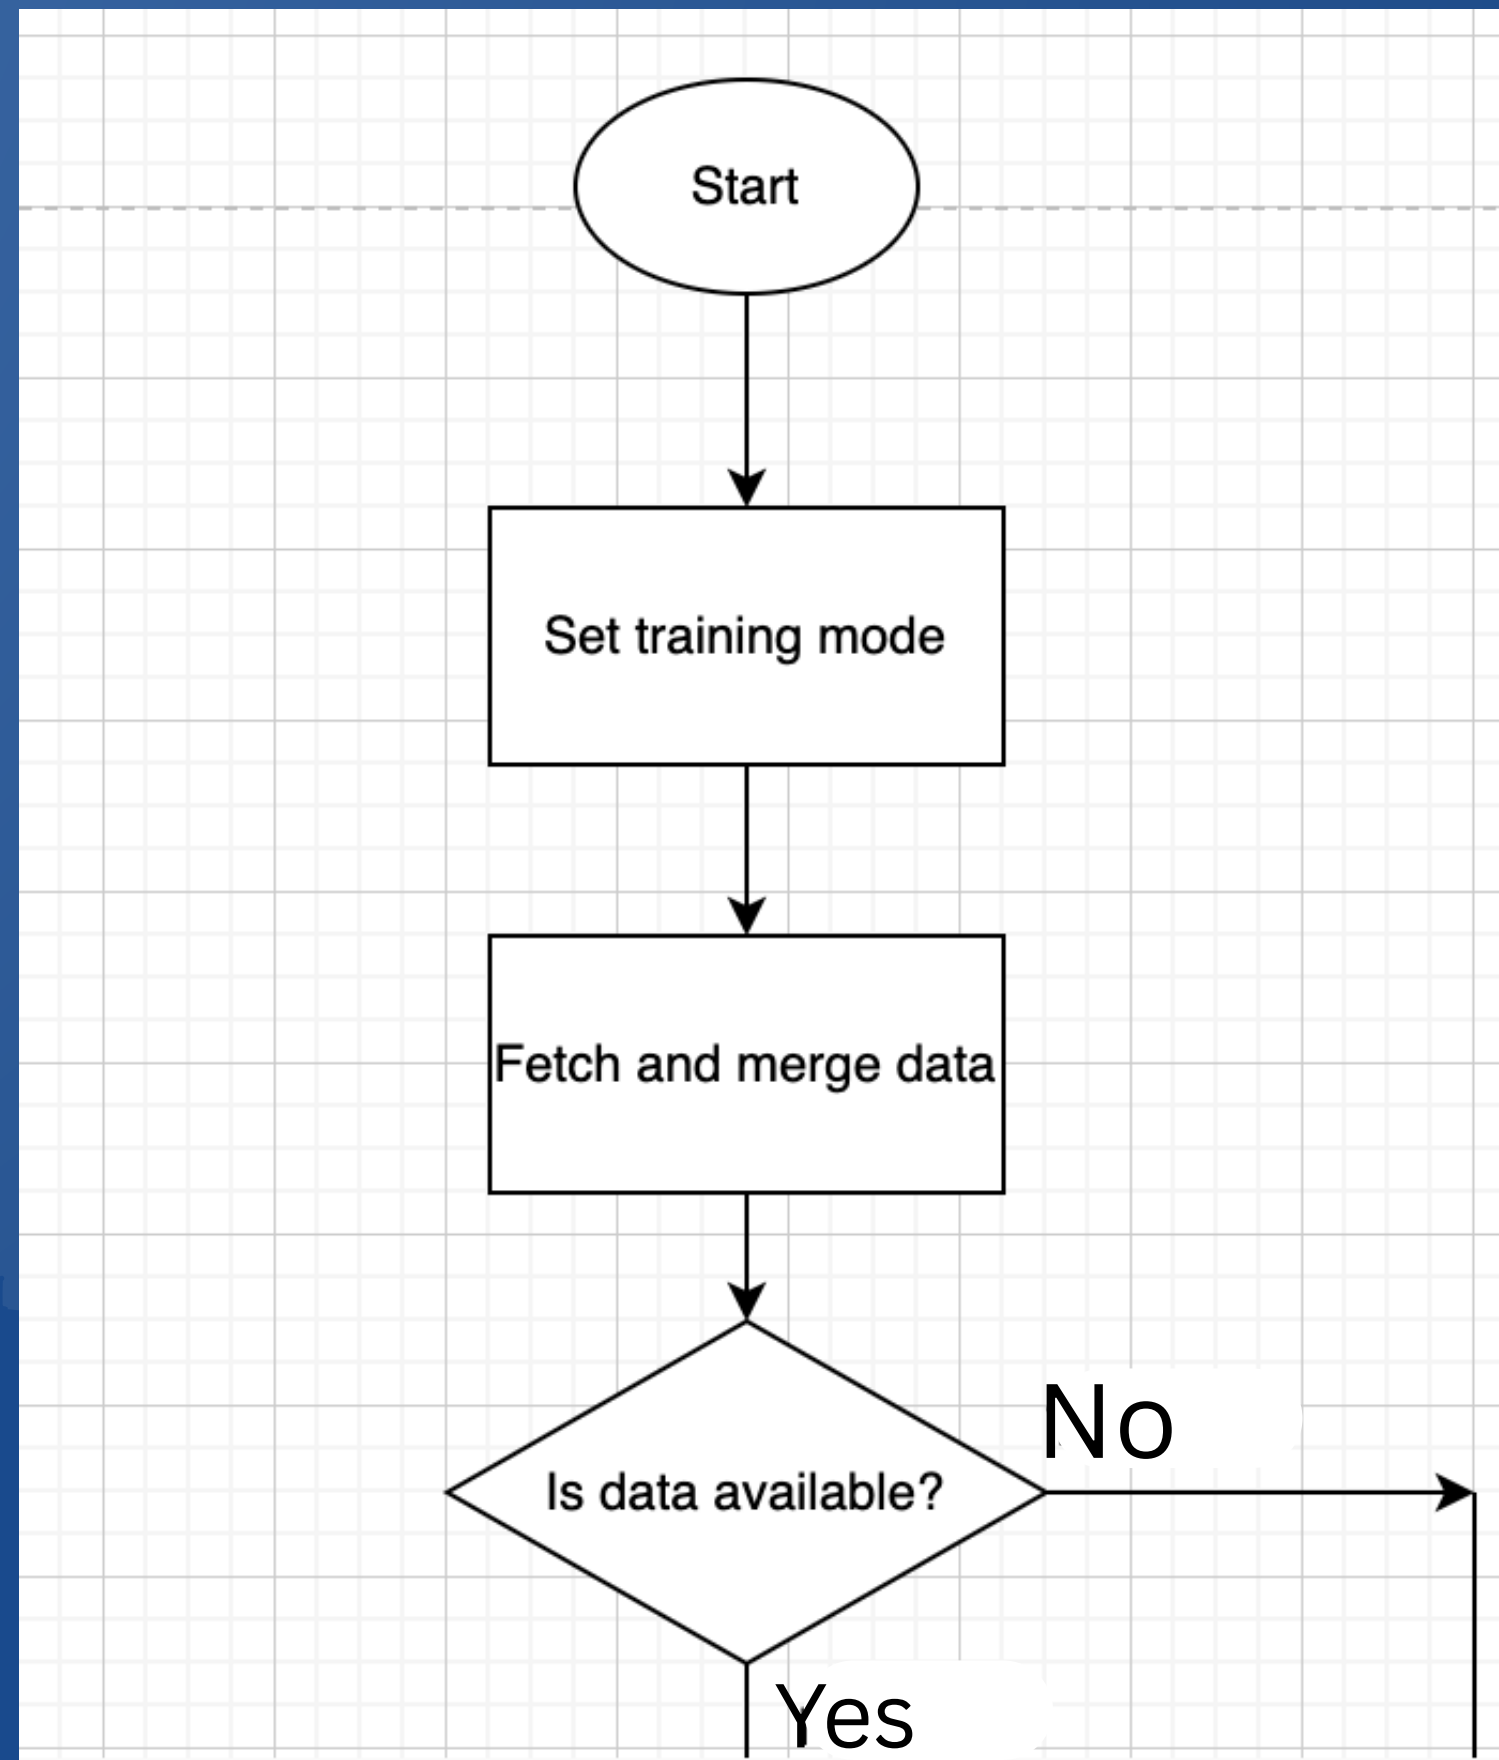 Start
Set training mode
Fetch and merge data
Is data available?
No
Yes